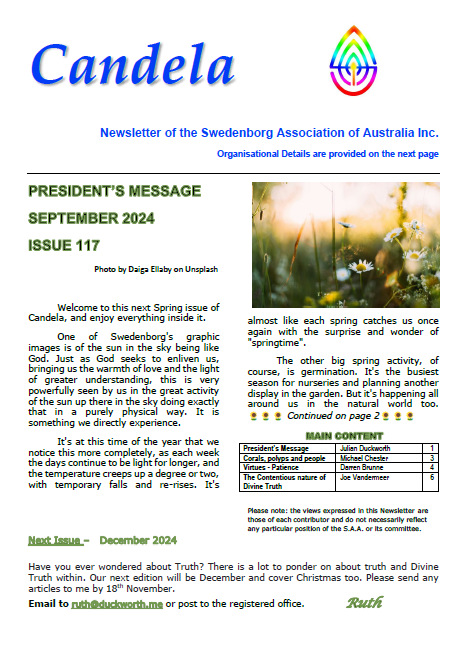 Candela
Newsletter of the Swedenborg Association of Australia Inc.
Organisational Details are provided on the next page
PRESIDENT'S MESSAGE
SEPTEMBER 2024
ISSUE 117
Photo by Daiga Ellaby on Unsplash
Welcome to this next Spring issue of
Candela, and enjoy everything inside it.
One of Swedenborg's graphic
images is of the sun in the sky being like
God. Just as God seeks to enliven us,
bringing us the warmth of love and the light
of greater understanding, this is very
powerfully seen by us in the great activity
of the sun up there in the sky doing exactly
that in a purely physical way. It is
something we directly experience.
It's at this time of the year that we
notice this more completely, as each week
the days continue to be light for longer, and
the temperature creeps up a degree or two,
with temporary falls and re-rises. It's
almost like each spring catches us once
again with the surprise and wonder of
"springtime".
The other big spring activity, of
course, is germination. It's the busiest
season for nurseries and planting another
display in the garden. But it's happening all
around us in the natural world too.
Continued on page 2
MAIN CONTENT
President's Message Julian Duckworth 1
Corals, polyps and people Michael Chester 3
Virtues - Patience Darren Brunne 4
The Contentious nature of Joe Vandermeer 6
Divine Truth
Please note: the views expressed in this Newsletter are
those of each contributor and do not necessarily reflect
any particular position of the S.A.A. or its committee.
Next Issue – December 2024
Have you ever wondered about Truth? There is a lot to ponder on about truth and Divine
Truth within. Our next edition will be December and cover Christmas too. Please send any
articles to me by 18th November.
Email to ruth@duckworth.me or post to the registered office. Ruth